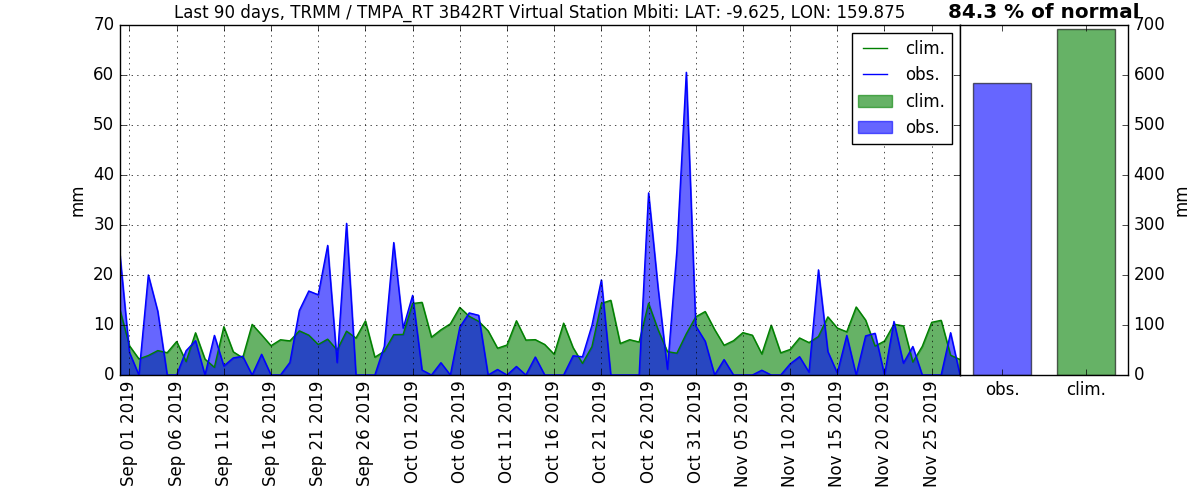 Last 90 days, TRMM / TMPA_RT 3B42RT Virtual Station Mbiti: LAT: -9.625, LON: 159.875
84.3 % of normal
70
60
50
40
30
20
10
0
mm
clim.
obs.
clim.
obs.
700
600
500
400
300
200
100
0
mm
Sep 01 2019
Sep 06 2019
Sep 11 2019
Sep 16 2019
Sep 21 2019
Sep 26 2019
Oct 01 2019
Oct 06 2019
Oct 11 2019
Oct 16 2019
Oct 21 2019
Oct 26 2019
Oct 31 2019
Nov 05 2019
Nov 10 2019
Nov 15 2019
Nov 20 2019
Nov 25 2019
obs.
clim.